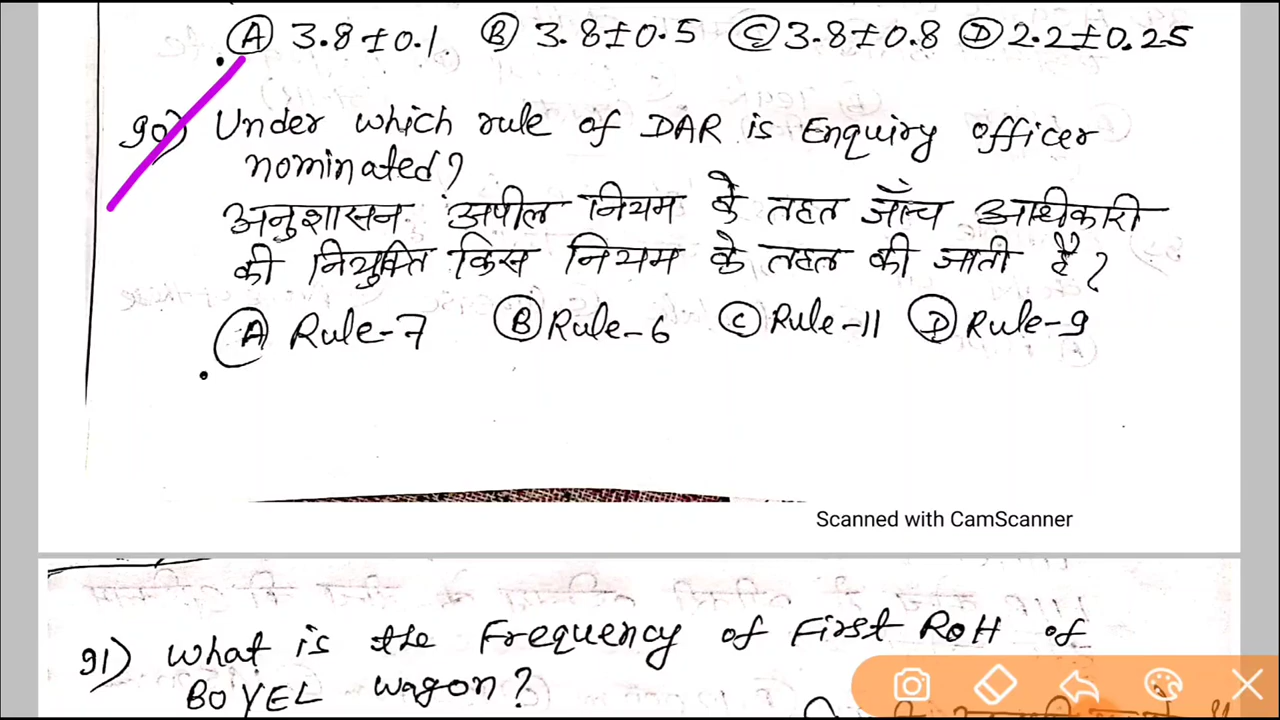 Ⓐ 3.8±0.1 Ⓑ 3.8±0.5 Ⓒ 3.8±0.8 Ⓓ 2.2±0.25
90) Under which rule of DAR is Enquiry officer
nominated?
अनुशासन अपील नियम के तहत जाँच अधिकारी
की नियुक्ति किस नियम के तहत की जाती है?
Ⓐ Rule-7 Ⓑ Rule-6 Ⓒ Rule-11 Ⓓ Rule-9
Scanned with CamScanner
91) What is the Frequency of First ROH of
BOYEL wagon?